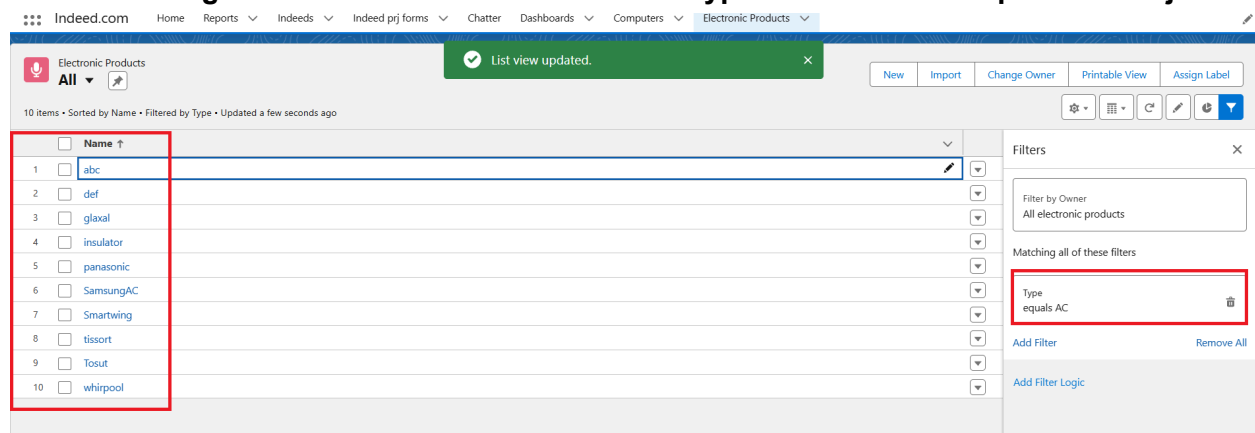 Indeed.com Home Reports Indeeds Indeed prj forms Chatter Dashboards Computers Electronic Products
Electronic Products
All
List view updated.
New Import Change Owner Printable View Assign Label
10 items • Sorted by Name • Filtered by Type • Updated a few seconds ago
Name ↑
1 abc
2 def
3 glaxal
4 insulator
5 panasonic
6 SamsungAC
7 Smartwing
8 tissort
9 Tosut
10 whirpool
Filters
Filter by Owner
All electronic products
Matching all of these filters
Type
equals AC
Add Filter Remove All
Add Filter Logic